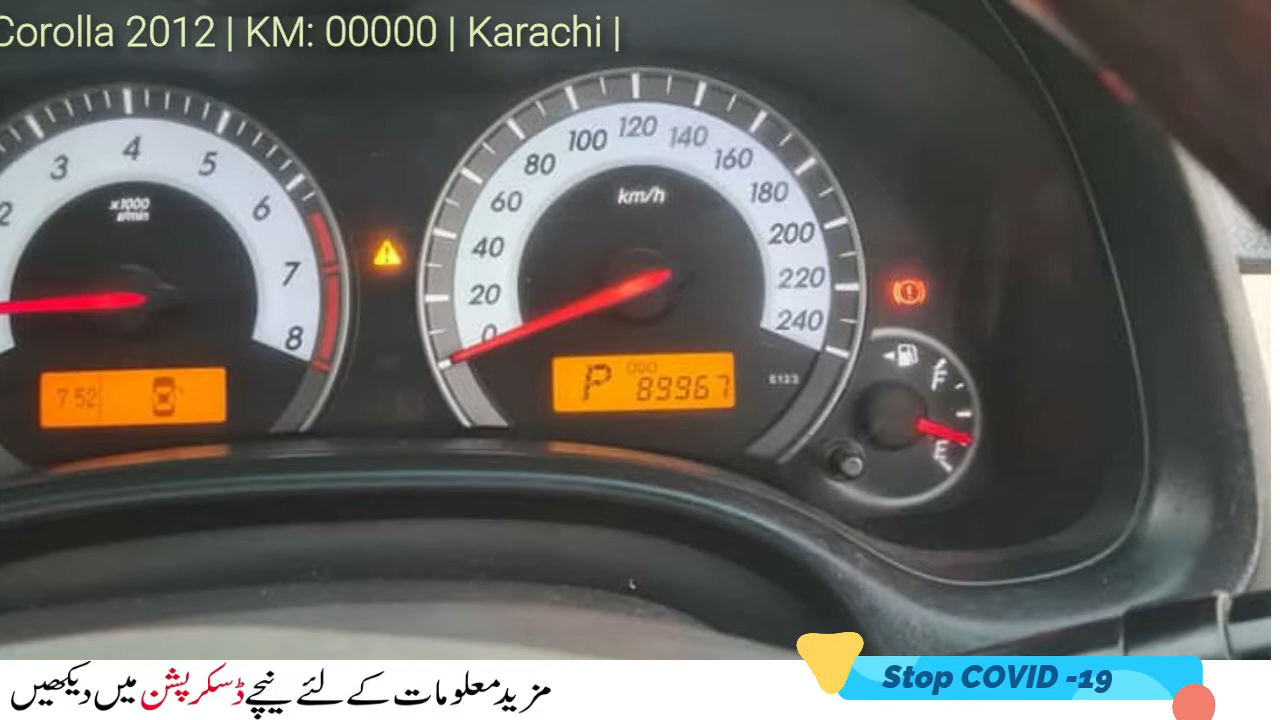 Corolla 2012 | KM: 00000 | Karachi |
2 3 4 5 6 7 8
x1000
r/min
0 20 40 60 80 100 120 140 160 180 200 220 240
km/h
7:52
P
ODO
89967
E123
F
E
مزید معلومات کے لئے نیچے ڈسکرپشن میں دیکھیں
Stop COVID -19